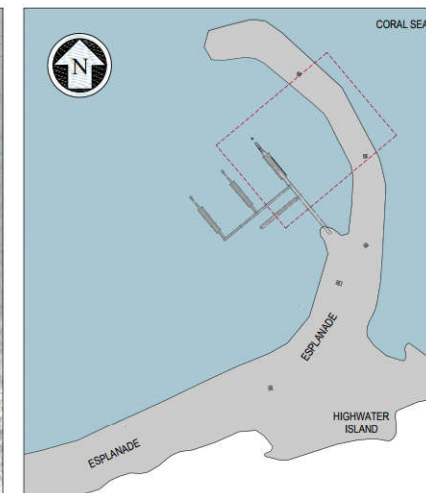 CORAL SEA
N
ESPLANADE
HIGHWATER
ISLAND
ESPLANADE